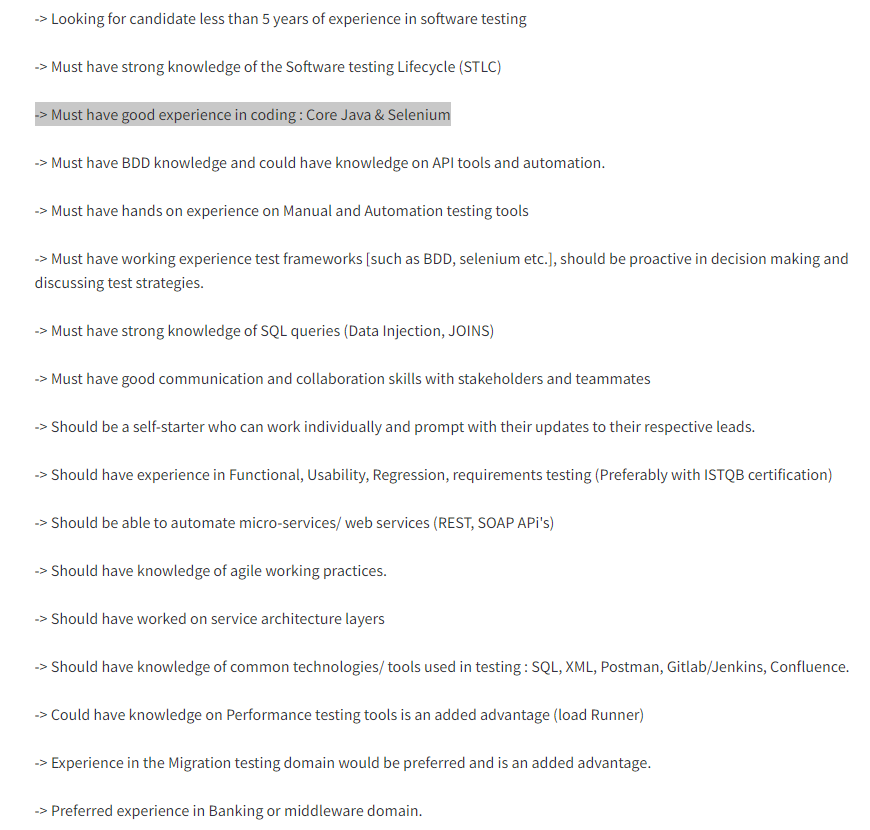 -> Looking for candidate less than 5 years of experience in software testing
-> Must have strong knowledge of the Software testing Lifecycle (STLC)
-> Must have good experience in coding : Core Java & Selenium
-> Must have BDD knowledge and could have knowledge on API tools and automation.
-> Must have hands on experience on Manual and Automation testing tools
-> Must have working experience test frameworks [such as BDD, selenium etc.], should be proactive in decision making and
discussing test strategies.
-> Must have strong knowledge of SQL queries (Data Injection, JOINS)
-> Must have good communication and collaboration skills with stakeholders and teammates
-> Should be a self-starter who can work individually and prompt with their updates to their respective leads.
-> Should have experience in Functional, Usability, Regression, requirements testing (Preferably with ISTQB certification)
-> Should be able to automate micro-services/ web services (REST, SOAP APi's)
-> Should have knowledge of agile working practices.
-> Should have worked on service architecture layers
-> Should have knowledge of common technologies/ tools used in testing : SQL, XML, Postman, Gitlab/Jenkins, Confluence.
-> Could have knowledge on Performance testing tools is an added advantage (load Runner)
-> Experience in the Migration testing domain would be preferred and is an added advantage.
-> Preferred experience in Banking or middleware domain.